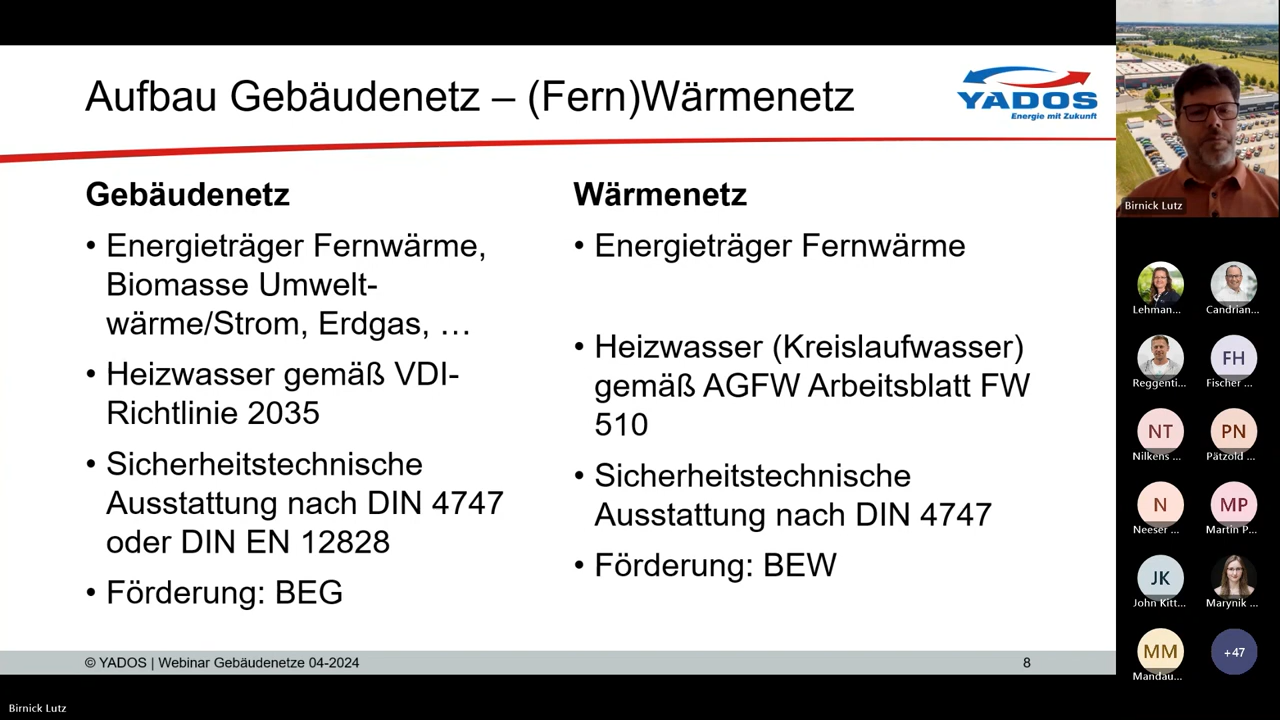 Aufbau Gebäudenetz – (Fern)Wärmenetz
YADOS
Energie mit Zukunft
Gebäudenetz
• Energieträger Fernwärme,
Biomasse Umwelt-
wärme/Strom, Erdgas, …
• Heizwasser gemäß VDI-
Richtlinie 2035
• Sicherheitstechnische
Ausstattung nach DIN 4747
oder DIN EN 12828
• Förderung: BEG
Wärmenetz
• Energieträger Fernwärme
• Heizwasser (Kreislaufwasser)
gemäß AGFW Arbeitsblatt FW
510
• Sicherheitstechnische
Ausstattung nach DIN 4747
• Förderung: BEW
© YADOS | Webinar Gebäudenetze 04-2024
8
Birnick Lutz
Lehman...
Candrian...
Reggenti...
FH
Fischer ...
NT
Nilkens ...
PN
Pätzold ...
N
Neeser ...
MP
Martin P...
JK
John Kitt...
Marynik ...
MM
Mandau...
+47
Birnick Lutz